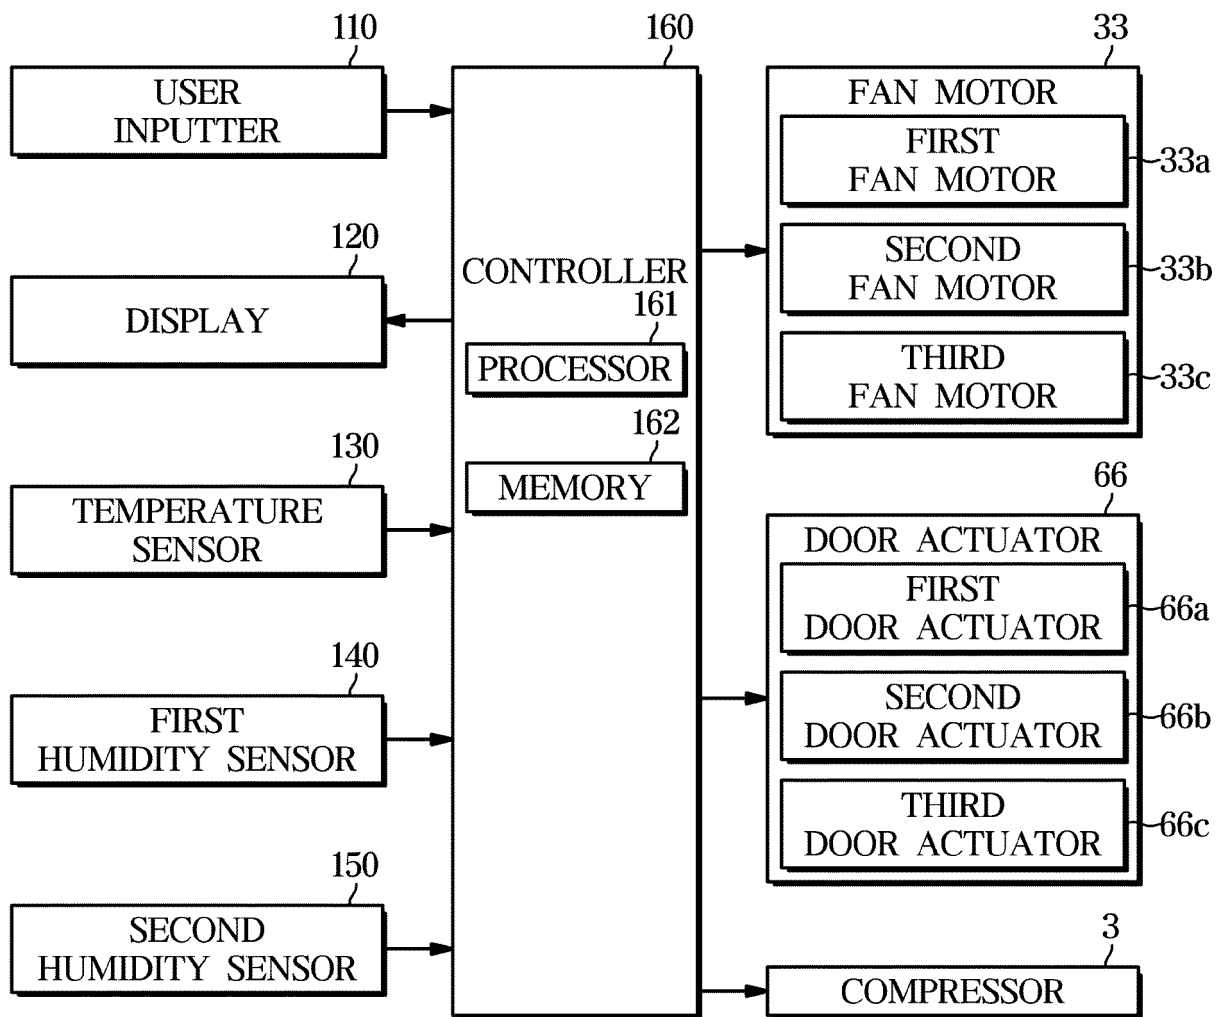 110
USER
INPUTTER
120
DISPLAY
130
TEMPERATURE
SENSOR
140
FIRST
HUMIDITY SENSOR
150
SECOND
HUMIDITY SENSOR
160
CONTROLLER
161
PROCESSOR
162
MEMORY
33
FAN MOTOR
FIRST
FAN MOTOR
33a
SECOND
FAN MOTOR
33b
THIRD
FAN MOTOR
33c
66
DOOR ACTUATOR
FIRST
DOOR ACTUATOR
66a
SECOND
DOOR ACTUATOR
66b
THIRD
DOOR ACTUATOR
66c
3
COMPRESSOR